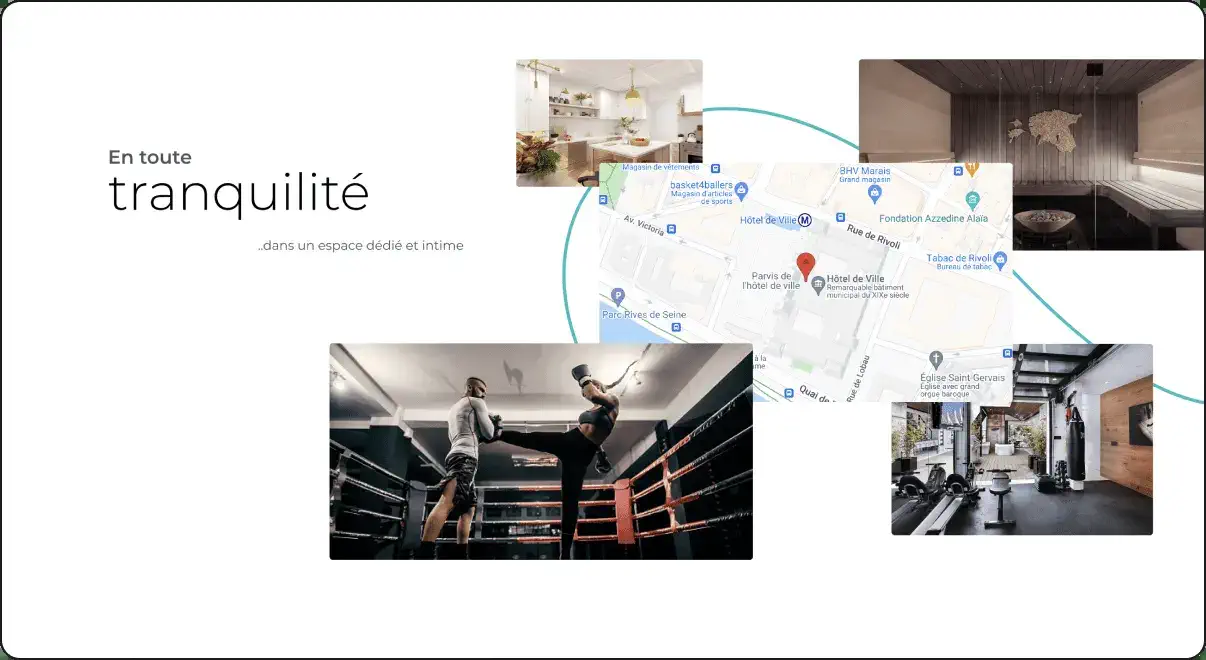 En toute
tranquilité
..dans un espace dédié et intime
Magasin de vêtements
basket4ballers
Magasin d'articles
de sports
BHV Marais
Grand magasin
Hôtel de Ville
M
Fondation Azzedine Alaïa
Av. Victoria
Rue de Rivoli
Tabac de Rivoli
Bureau de tabac
Parvis de
l'hôtel de ville
Hôtel de Ville
Remarquable bâtiment
municipal du XIXe siècle
P
Parc Rives de Seine
à la
Rue de Lobau
Église Saint Gervais
Église avec grand
orgue baroque
Quai de